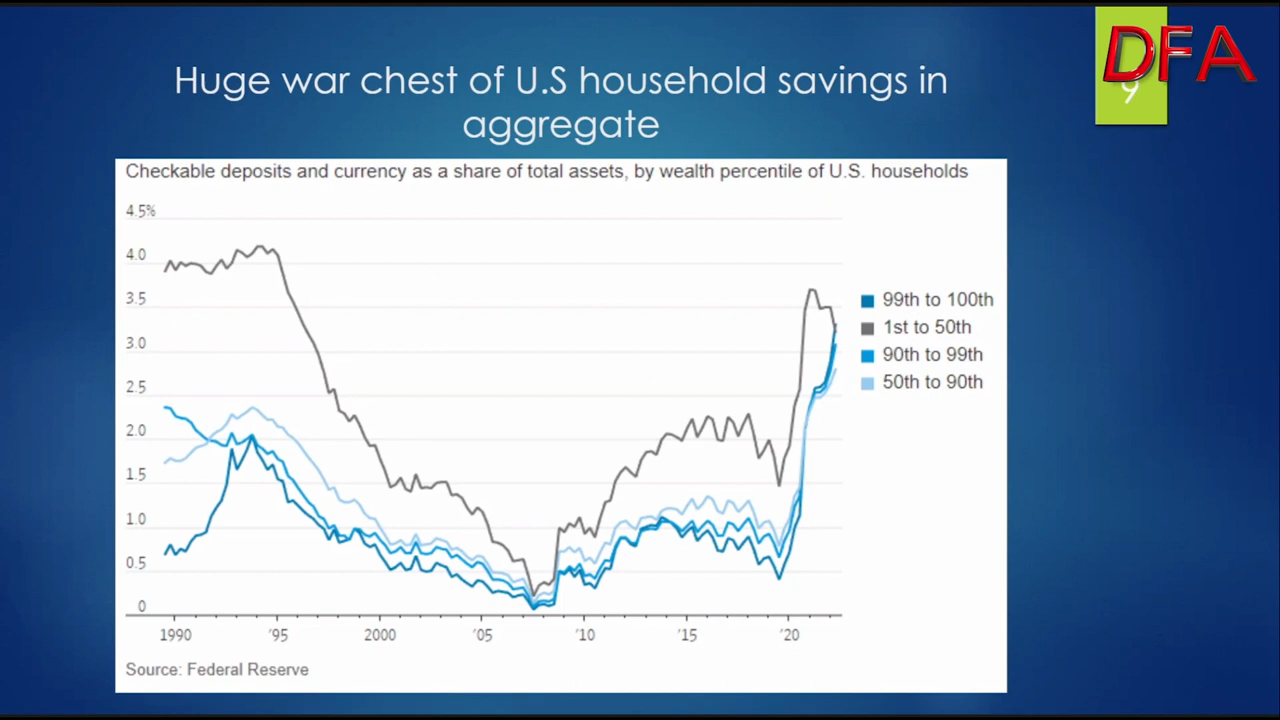 DFA
9
Huge war chest of U.S household savings in
aggregate
Checkable deposits and currency as a share of total assets, by wealth percentile of U.S. households
4.5%
4.0
3.5
3.0
2.5
2.0
1.5
1.0
0.5
0
1990 '95 2000 '05 '10 '15 '20
99th to 100th
1st to 50th
90th to 99th
50th to 90th
Source: Federal Reserve